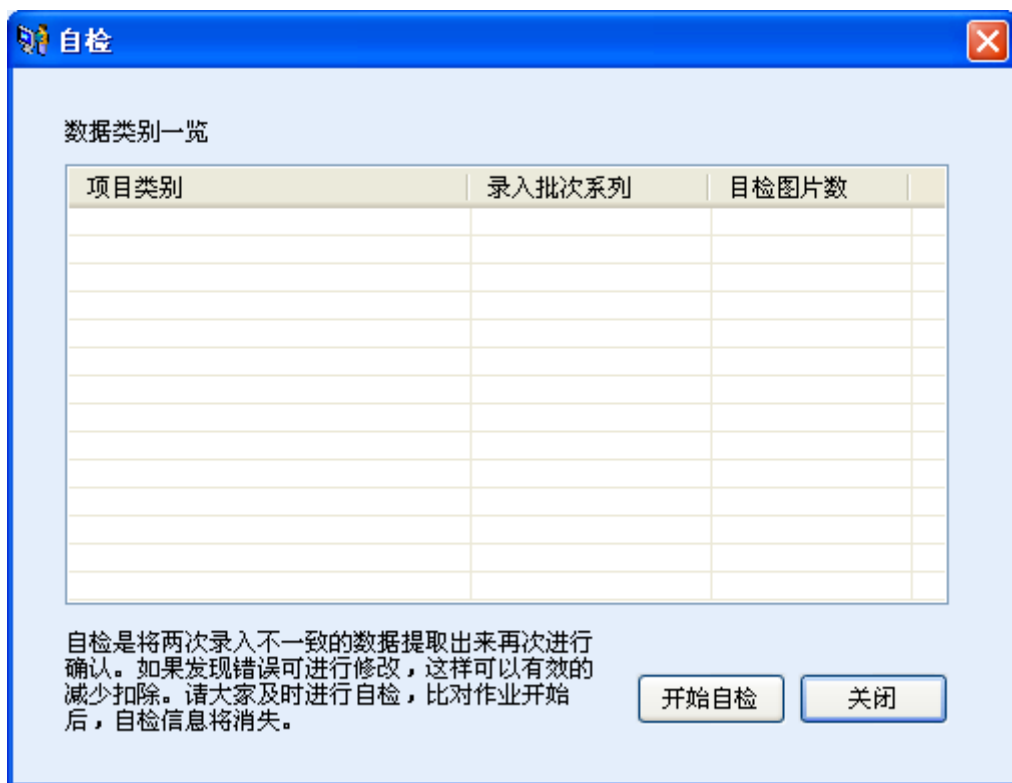 自检
数据类别一览
项目类别 录入批次系列 目检图片数
自检是将两次录入不一致的数据提取出来再次进行
确认。如果发现错误可进行修改，这样可以有效的
减少扣除。请大家及时进行自检，比对作业开始
后，自检信息将消失。
开始自检 关闭